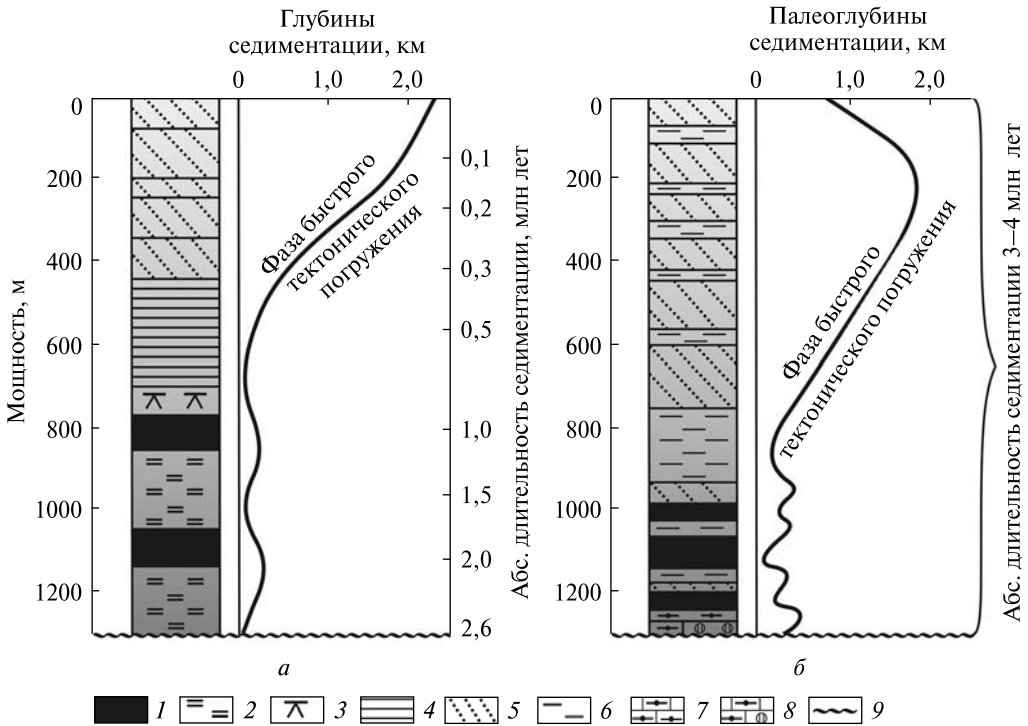 Глубины
седиментации, км
0 1,0 2,0
Мощность, м
0
200
400
600
800
1000
1200
Фаза быстрого
тектонического
погружения
0,1
0,2
0,3
0,5
1,0
1,5
2,0
2,6
Абс. длительность седиментации, млн лет
а
Палеоглубины
седиментации, км
0 1,0 2,0
0
200
400
600
800
1000
1200
Фаза быстрого
тектонического погружения
Абс. длительность седиментации 3–4 млн лет
б
1 2 3 4 5 6 7 8 9